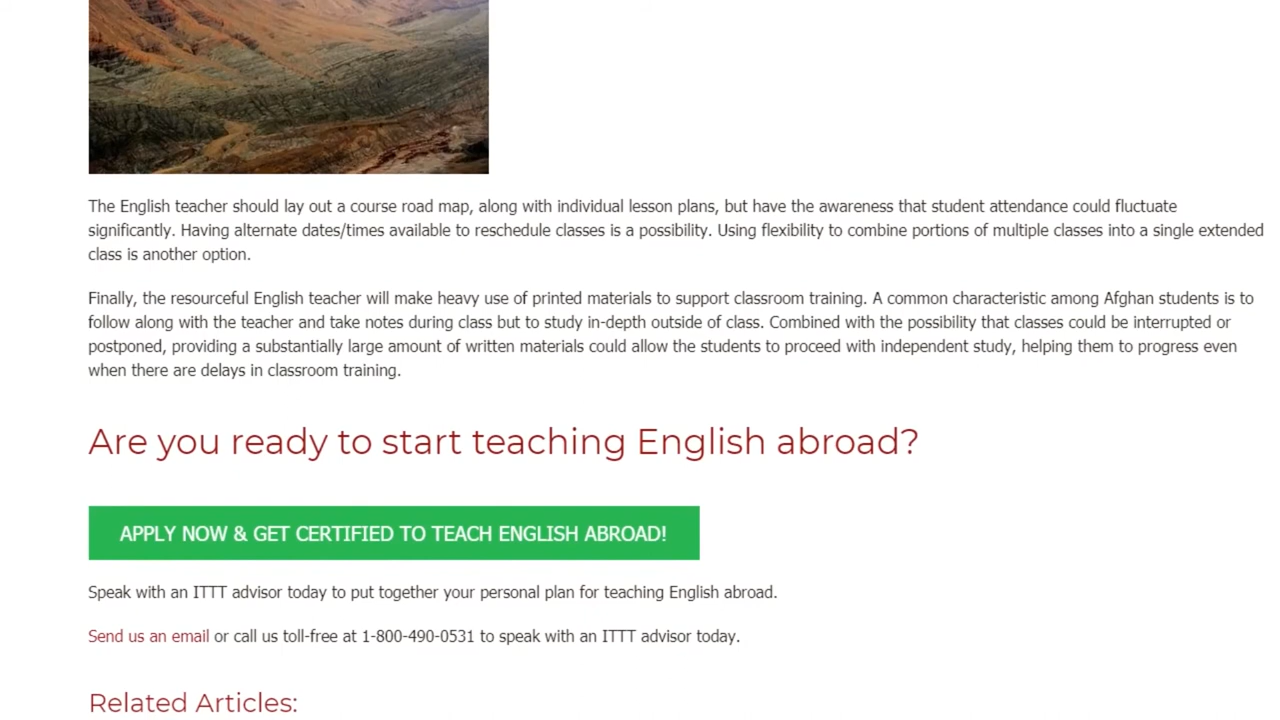 The English teacher should lay out a course road map, along with individual lesson plans, but have the awareness that student attendance could fluctuate
significantly. Having alternate dates/times available to reschedule classes is a possibility. Using flexibility to combine portions of multiple classes into a single extended
class is another option.
Finally, the resourceful English teacher will make heavy use of printed materials to support classroom training. A common characteristic among Afghan students is to
follow along with the teacher and take notes during class but to study in-depth outside of class. Combined with the possibility that classes could be interrupted or
postponed, providing a substantially large amount of written materials could allow the students to proceed with independent study, helping them to progress even
when there are delays in classroom training.
Are you ready to start teaching English abroad?
APPLY NOW & GET CERTIFIED TO TEACH ENGLISH ABROAD!
Speak with an ITTT advisor today to put together your personal plan for teaching English abroad.
Send us an email or call us toll-free at 1-800-490-0531 to speak with an ITTT advisor today.
Related Articles: